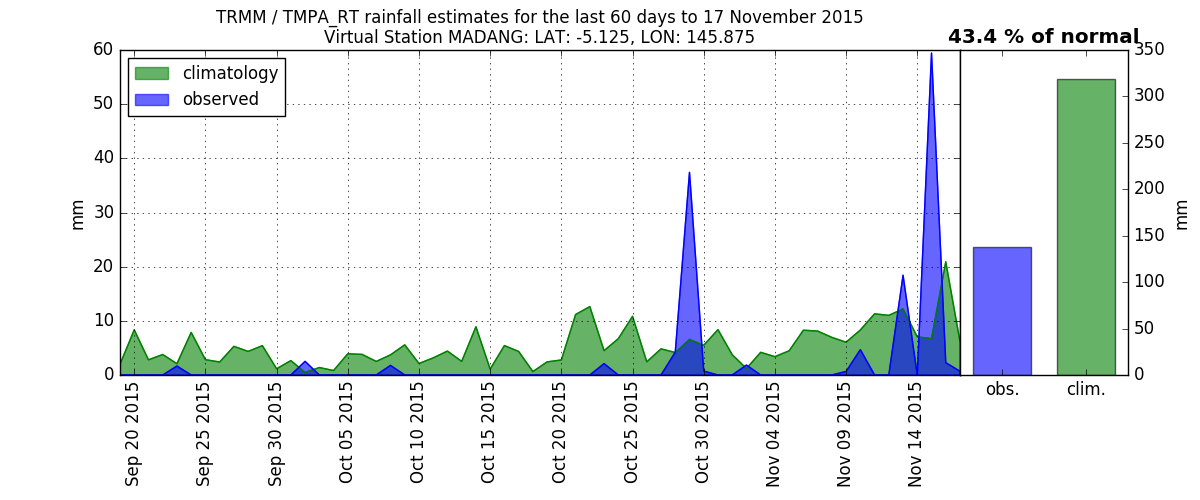 TRMM / TMPA_RT rainfall estimates for the last 60 days to 17 November 2015
Virtual Station MADANG: LAT: -5.125, LON: 145.875
43.4 % of normal
climatology
observed
60
50
40
30
20
10
0
mm
Sep 20 2015
Sep 25 2015
Sep 30 2015
Oct 05 2015
Oct 10 2015
Oct 15 2015
Oct 20 2015
Oct 25 2015
Oct 30 2015
Nov 04 2015
Nov 09 2015
Nov 14 2015
350
300
250
200
150
100
50
0
mm
obs.
clim.